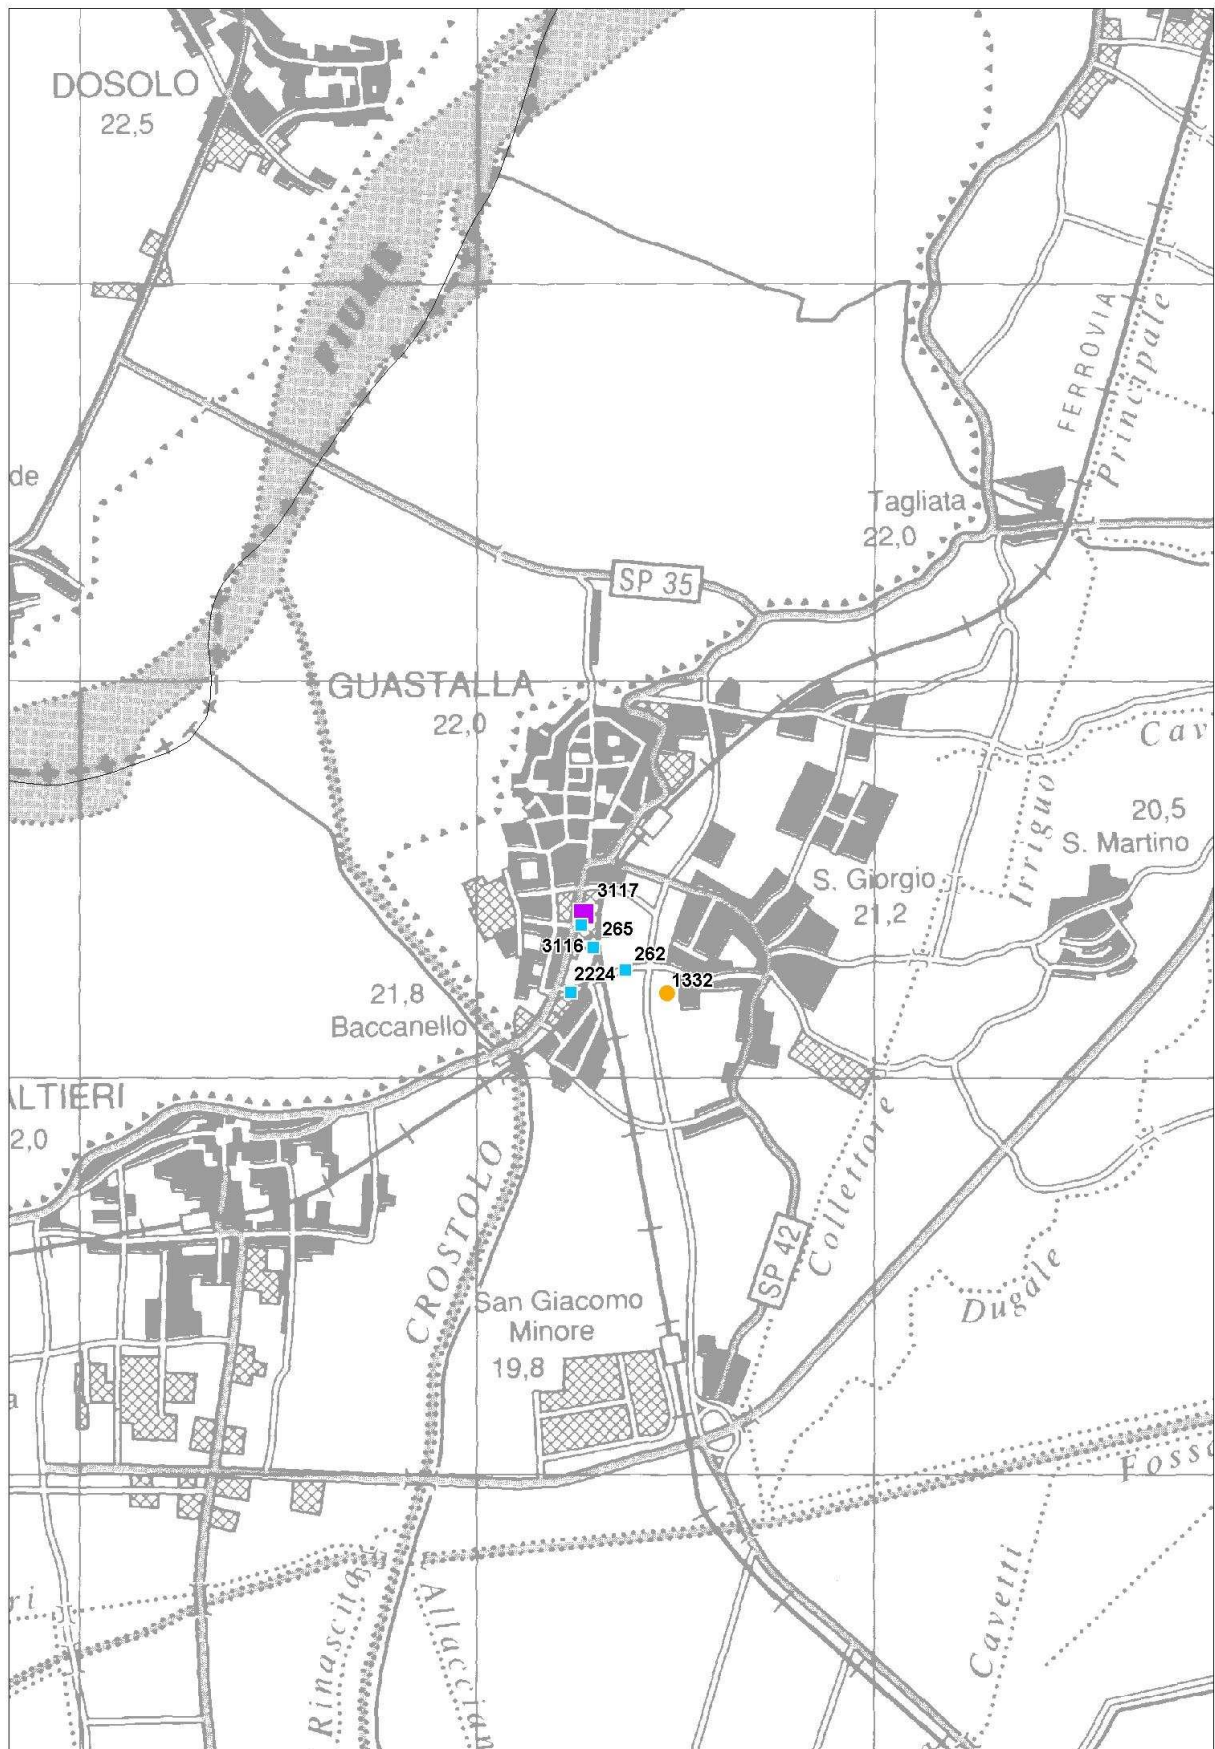 DOSOLO
22,5
FIUME
FERROVIA
Principale
de
Tagliata
22,0
SP 35
GUASTALLA
22,0
Cav
Irriguo
20,5
S. Martino
S. Giorgio
21,2
3117
265
3116
262
2224
1332
21,8
Baccanello
ALTIERI
2,0
CROSTOLO
Collettore
SP 42
Dugale
San Giacomo
Minore
19,8
a
Fosso
ri
Rinascita
Allaccian
Cavetti